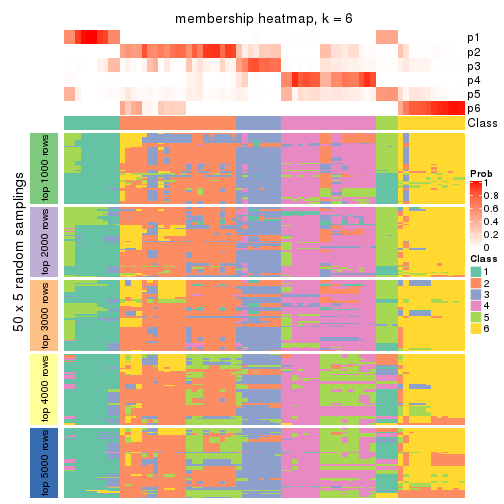 membership heatmap, k = 6
p1
p2
p3
p4
p5
p6
Class
50 x 5 random samplings
top 1000 rows
top 2000 rows
top 3000 rows
top 4000 rows
top 5000 rows
Prob
1
0.8
0.6
0.4
0.2
0
Class
1
2
3
4
5
6